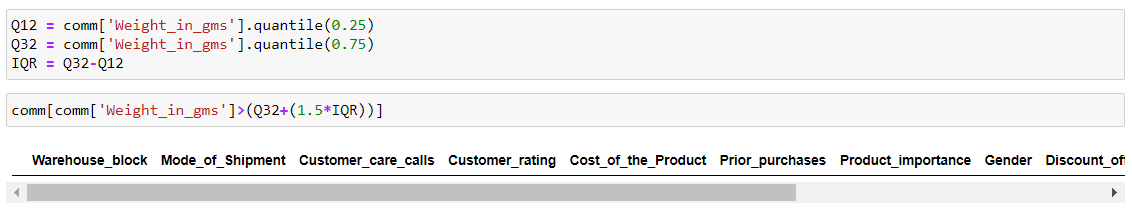 Q12 = comm['Weight_in_gms'].quantile(0.25)
Q32 = comm['Weight_in_gms'].quantile(0.75)
IQR = Q32-Q12
comm[comm['Weight_in_gms']>(Q32+(1.5*IQR))]
Warehouse_block Mode_of_Shipment Customer_care_calls Customer_rating Cost_of_the_Product Prior_purchases Product_importance Gender Discount_of